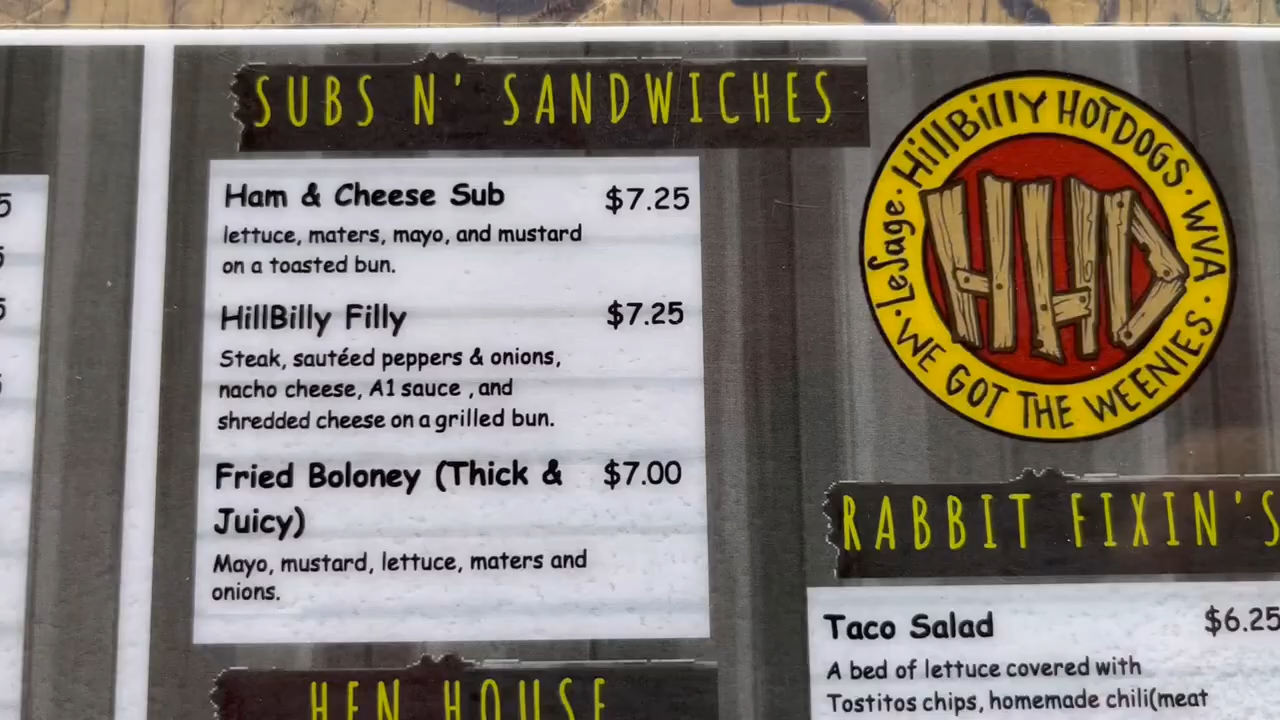 SUBS N' SANDWICHES
Ham & Cheese Sub $7.25
lettuce, maters, mayo, and mustard
on a toasted bun.
HillBilly Filly $7.25
Steak, sautéed peppers & onions,
nacho cheese, A1 sauce , and
shredded cheese on a grilled bun.
Fried Boloney (Thick & $7.00
Juicy)
Mayo, mustard, lettuce, maters and
onions.
HEN HOUSE
LeSage · HillBilly HOTDOGS · WVA ·
WE GOT THE WEENIES
HHD
RABBIT FIXIN'S
Taco Salad $6.25
A bed of lettuce covered with
Tostitos chips, homemade chili(meat